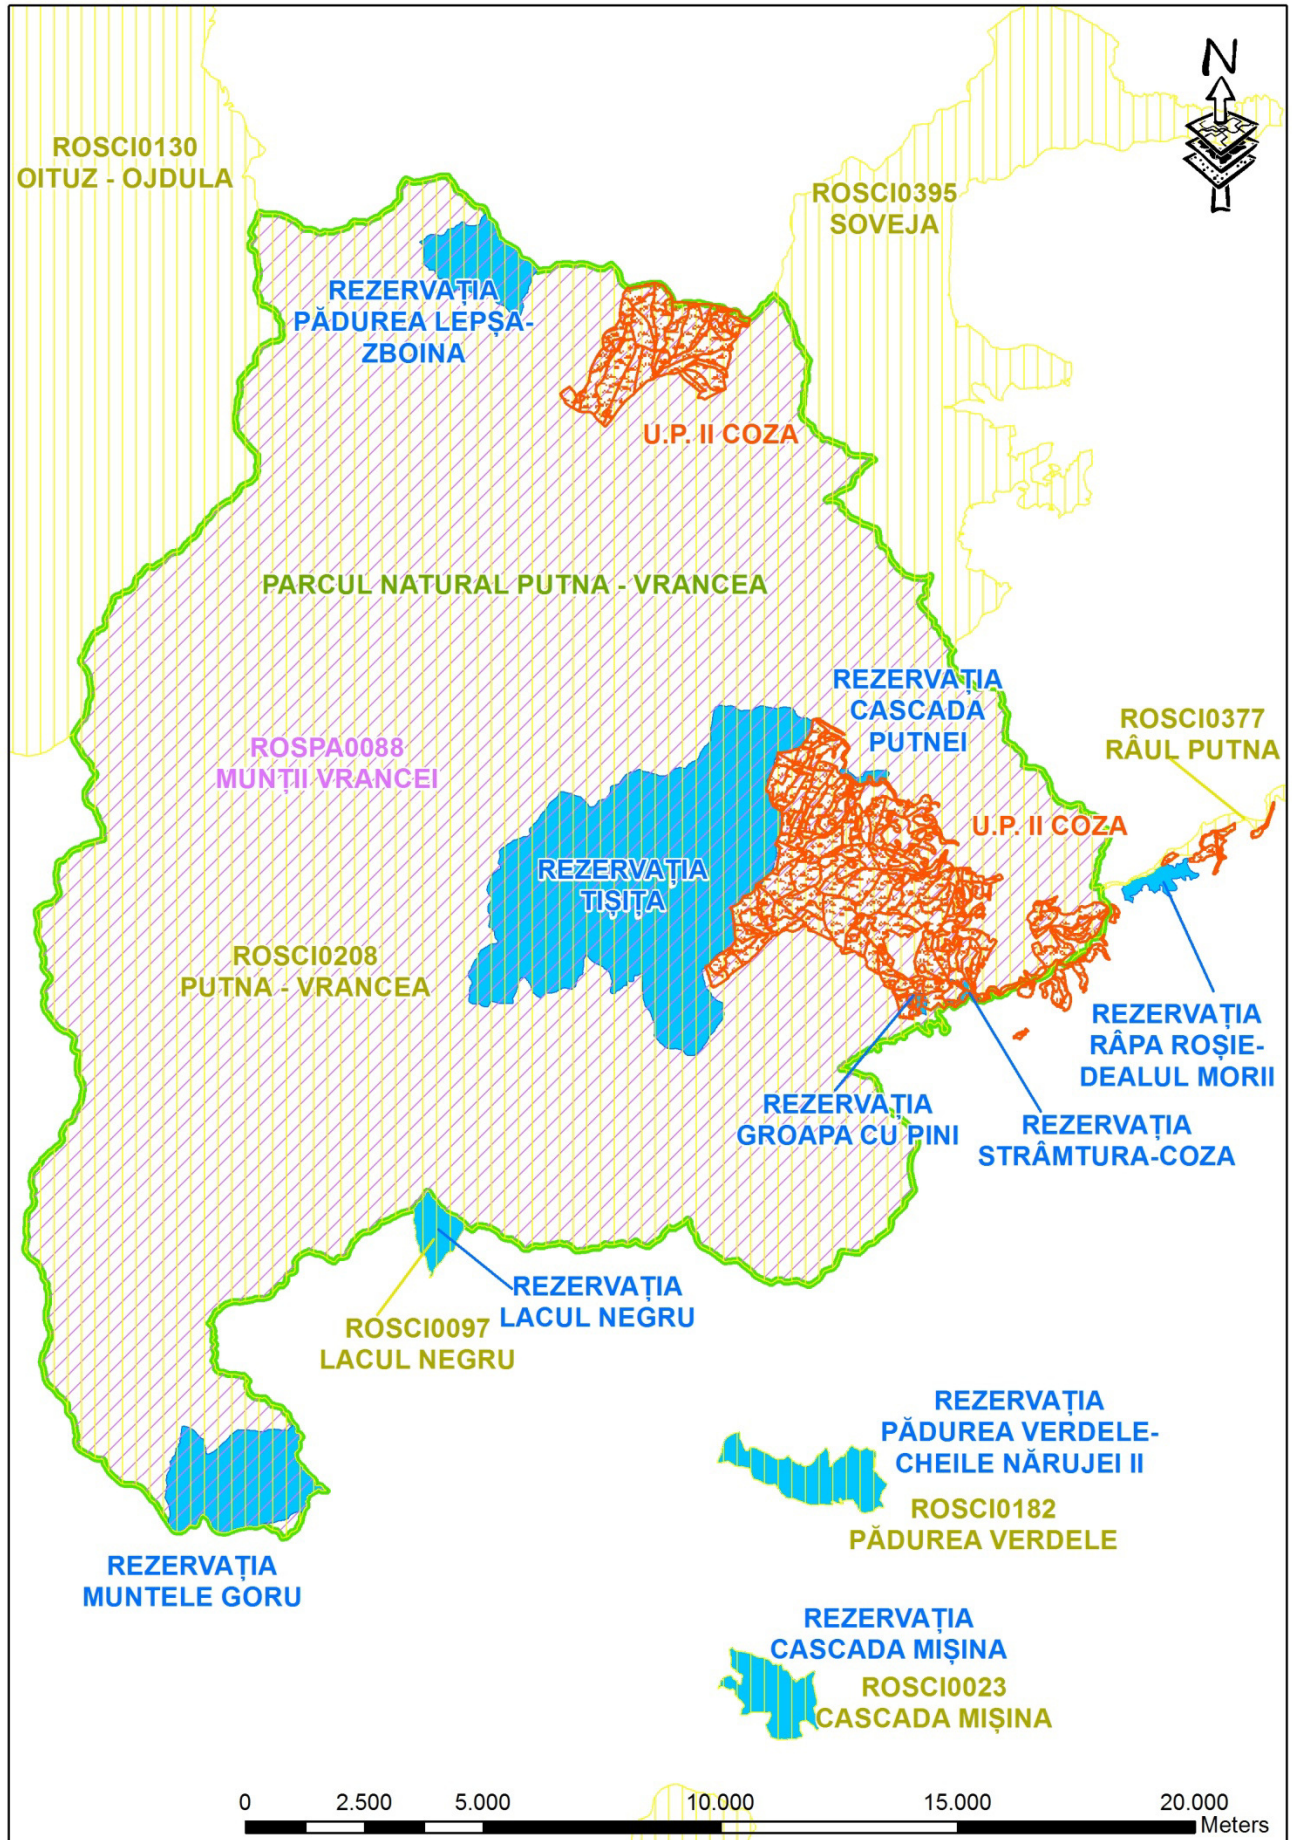 N
ROSCI0130
OITUZ - OJDULA
ROSCI0395
SOVEJA
REZERVAȚIA
PĂDUREA LEPȘA-
ZBOINA
U.P. II COZA
PARCUL NATURAL PUTNA - VRANCEA
REZERVAȚIA
CASCADA
PUTNEI
ROSCI0377
RÂUL PUTNA
ROSPA0088
MUNȚII VRANCEI
U.P. II COZA
REZERVAȚIA
TIȘIȚA
ROSCI0208
PUTNA - VRANCEA
REZERVAȚIA
RÂPA ROȘIE-
DEALUL MORII
REZERVAȚIA
GROAPA CU PINI
REZERVAȚIA
STRÂMTURA-COZA
REZERVAȚIA
LACUL NEGRU
ROSCI0097
LACUL NEGRU
REZERVAȚIA
PĂDUREA VERDELE-
CHEILE NĂRUJEI II
ROSCI0182
PĂDUREA VERDELE
REZERVAȚIA
MUNTELE GORU
REZERVAȚIA
CASCADA MIȘINA
ROSCI0023
CASCADA MIȘINA
0 2.500 5.000 10.000 15.000 20.000
Meters